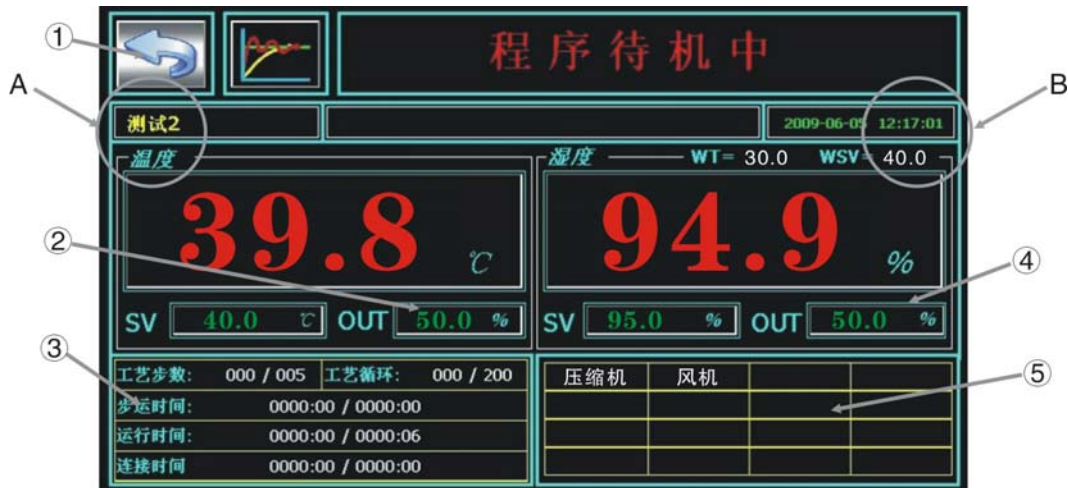 ①
程序待机中
A
B
测试2
2009-06-05 12:17:01
温度
湿度 WT= 30.0 WSV= 40.0
39.8 ℃
94.9 %
②
④
SV 40.0 ℃ OUT 50.0 %
SV 95.0 % OUT 50.0 %
③
工艺步数: 000 / 005 工艺循环: 000 / 200
步运时间: 0000:00 / 0000:00
运行时间: 0000:00 / 0000:06
连接时间 0000:00 / 0000:00
压缩机 风机
⑤